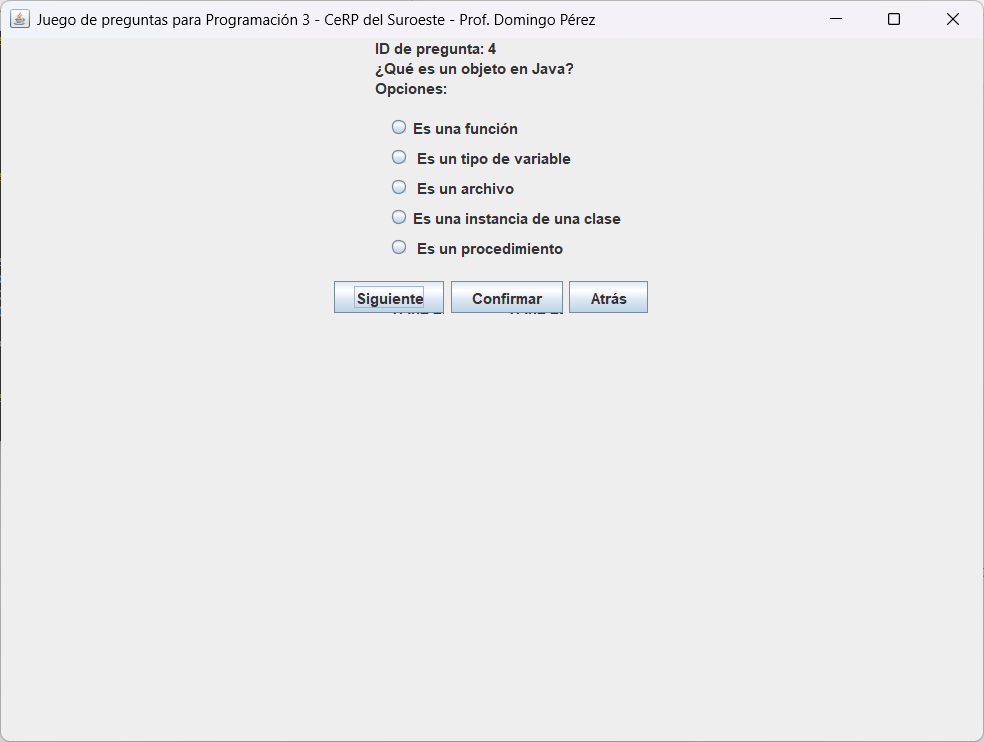 Juego de preguntas para Programación 3 - CeRP del Suroeste - Prof. Domingo Pérez
ID de pregunta: 4
¿Qué es un objeto en Java?
Opciones:
Es una función
Es un tipo de variable
Es un archivo
Es una instancia de una clase
Es un procedimiento
Siguiente Confirmar Atrás